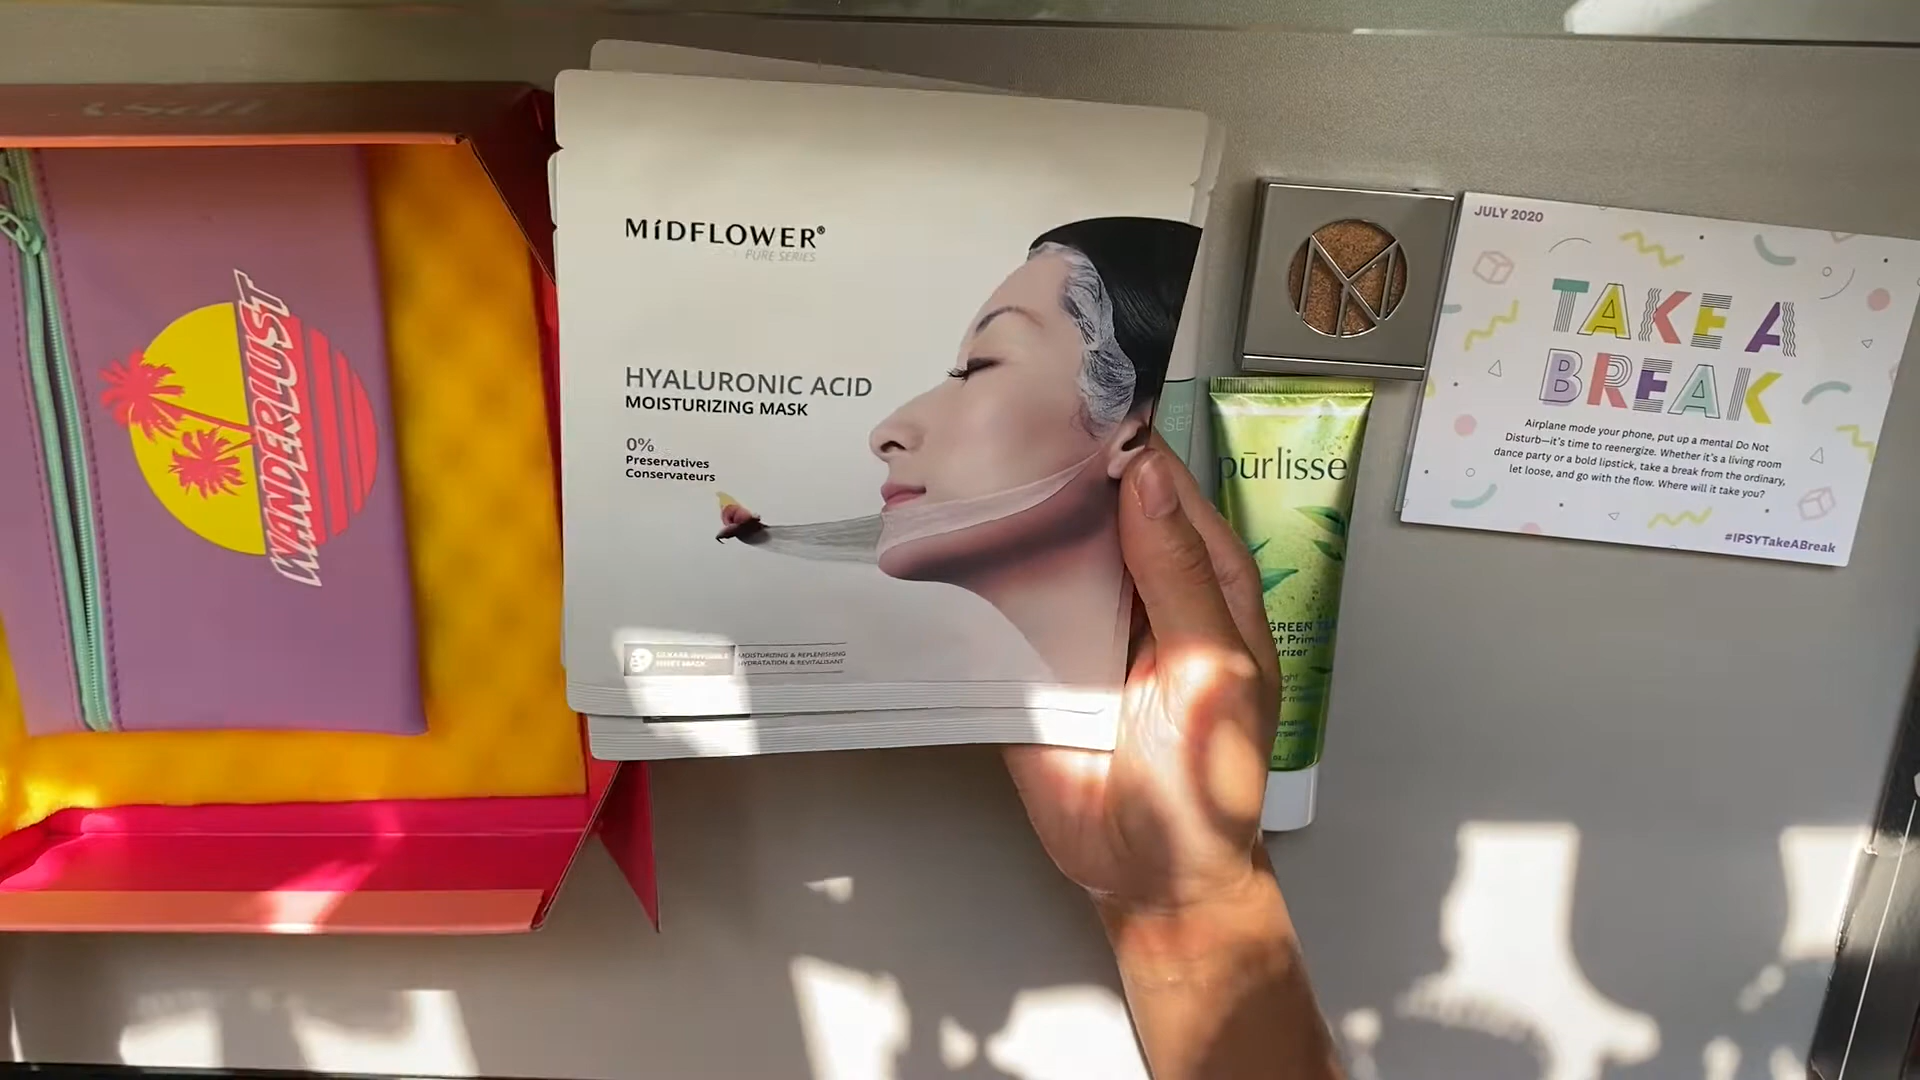 WANDERLUST
MíDFLOWER®
PURE SERIES
HYALURONIC ACID
MOISTURIZING MASK
0%
Preservatives
Conservateurs
MOISTURIZING & REPLENISHING
HYDRATATION & REVITALISANT
pūrlissē
GREEN
JULY 2020
TAKE A
BREAK
Airplane mode your phone, put up a mental Do Not
Disturb—it's time to reenergize. Whether it's a living room
dance party or a bold lipstick, take a break from the ordinary,
let loose, and go with the flow. Where will it take you?
#IPSYTakeABreak